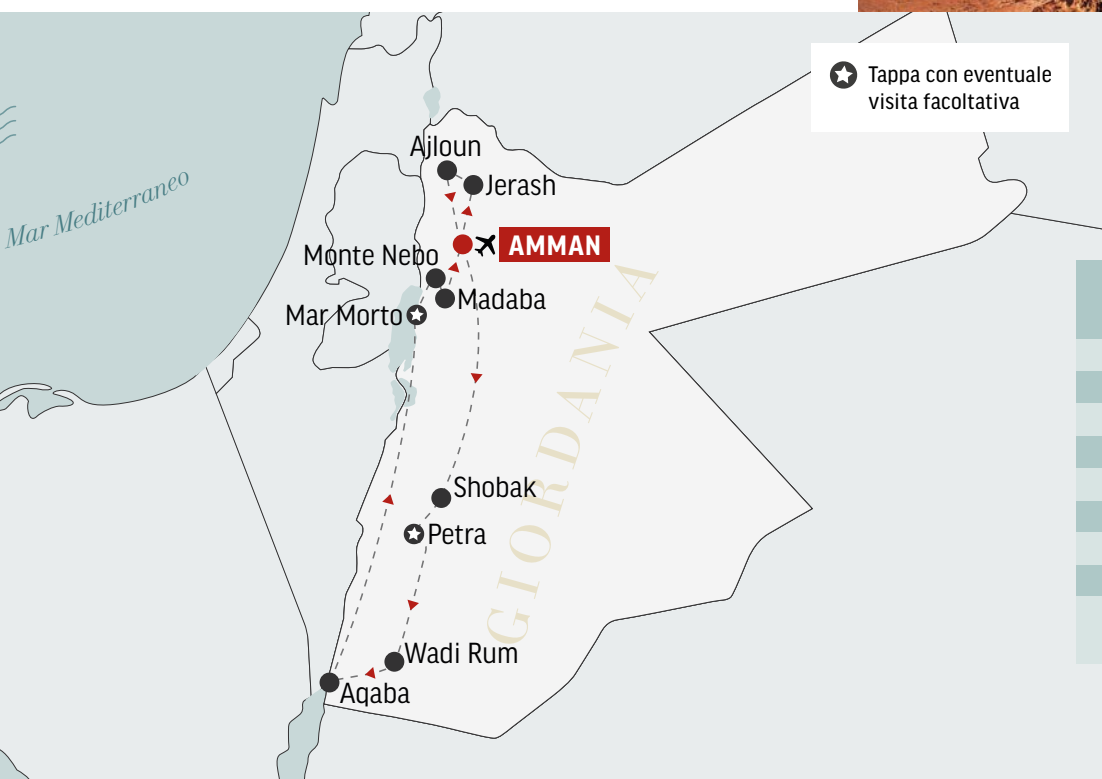 Tappa con eventuale
visita facoltativa
Mar Mediterraneo
Ajloun
Jerash
AMMAN
Monte Nebo
Madaba
Mar Morto
GIORDANIA
Shobak
Petra
Wadi Rum
Aqaba